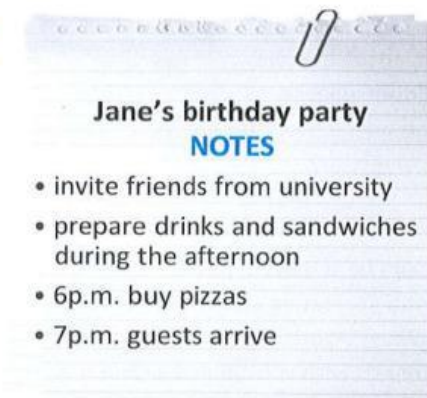 Jane's birthday party
NOTES
• invite friends from university
• prepare drinks and sandwiches
during the afternoon
• 6p.m. buy pizzas
• 7p.m. guests arrive